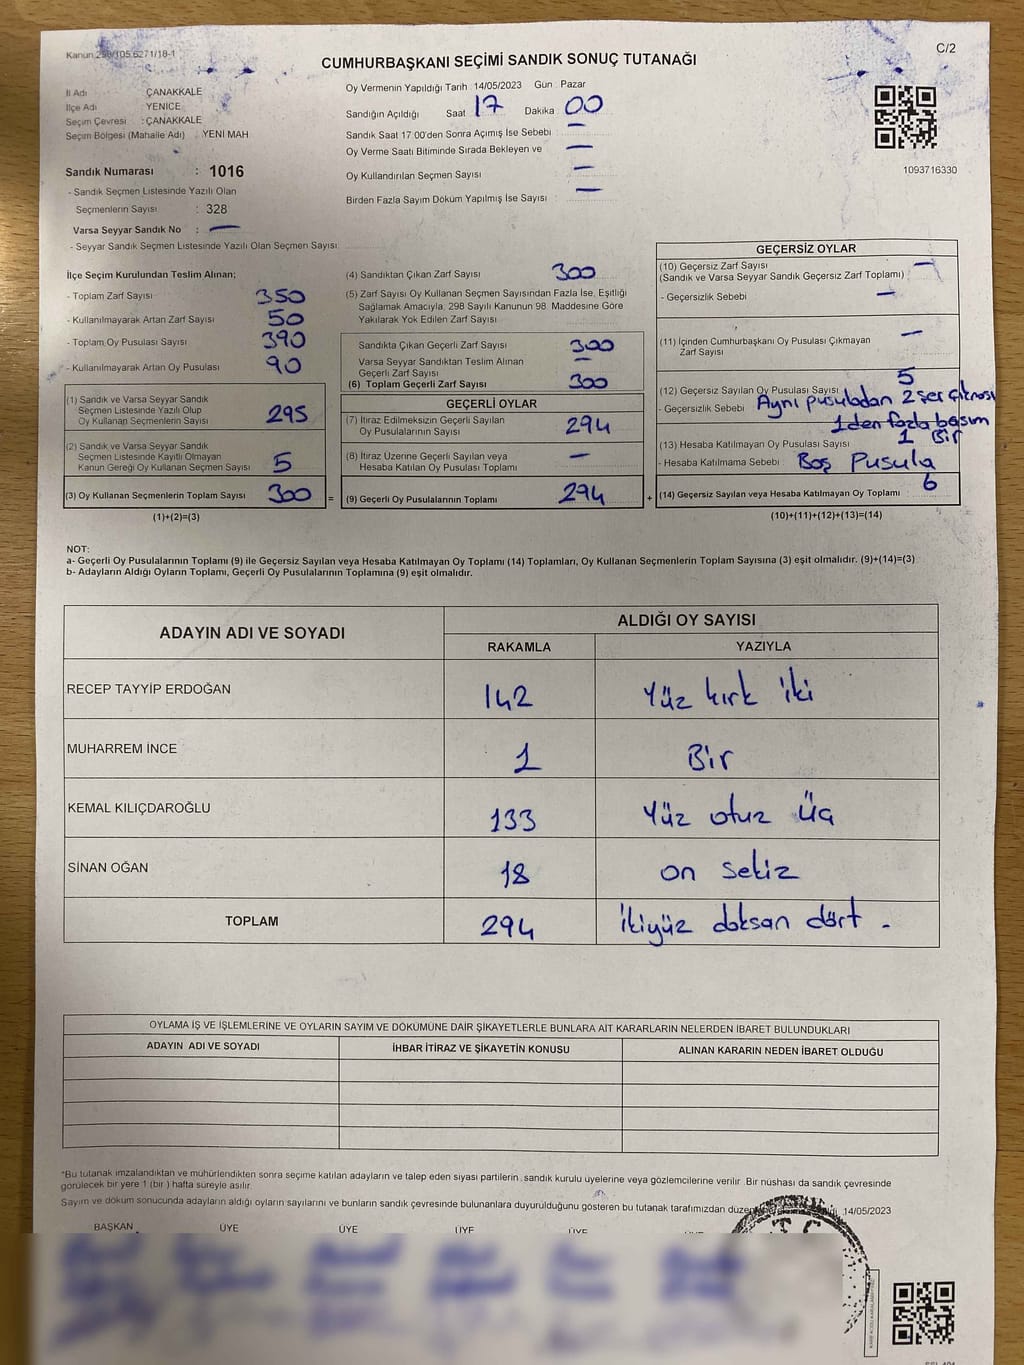 Kanun 298/105.6271/18-1
C/2
CUMHURBAŞKANI SEÇİMİ SANDIK SONUÇ TUTANAĞI
İl Adı ÇANAKKALE
İlçe Adı YENİCE
Seçim Çevresi : ÇANAKKALE
Seçim Bölgesi (Mahalle Adı) YENİ MAH
Sandık Numarası : 1016
- Sandık Seçmen Listesinde Yazılı Olan
Seçmenlerin Sayısı : 328
Varsa Seyyar Sandık No : —
- Seyyar Sandık Seçmen Listesinde Yazılı Olan Seçmen Sayısı:
Oy Vermenin Yapıldığı Tarih 14/05/2023 Gün Pazar
Sandığın Açıldığı Saat 17 Dakika 00
Sandık Saat 17.00'den Sonra Açımış İse Sebebi —
Oy Verme Saati Bitiminde Sırada Bekleyen ve —
Oy Kullandırılan Seçmen Sayısı —
Birden Fazla Sayım Döküm Yapılmış İse Sayısı —
1093716330
İlçe Seçim Kurulundan Teslim Alınan;
- Toplam Zarf Sayısı 350
- Kullanılmayarak Artan Zarf Sayısı 50
- Toplam Oy Pusulası Sayısı 390
- Kullanılmayarak Artan Oy Pusulası 90
(1) Sandık ve Varsa Seyyar Sandık
Seçmen Listesinde Yazılı Olup
Oy Kullanan Seçmenlerin Sayısı 295
(2) Sandık ve Varsa Seyyar Sandık
Seçmen Listesinde Kayıtlı Olmayan
Kanun Gereği Oy Kullanan Seçmen Sayısı 5
(3) Oy Kullanan Seçmenlerin Toplam Sayısı 300 =
(1)+(2)=(3)
(4) Sandıktan Çıkan Zarf Sayısı 300
(5) Zarf Sayısı Oy Kullanan Seçmen Sayısından Fazla İse, Eşitliği
Sağlamak Amacıyla, 298 Sayılı Kanunun 98. Maddesine Göre
Yakılarak Yok Edilen Zarf Sayısı
Sandıkta Çıkan Geçerli Zarf Sayısı 300
Varsa Seyyar Sandıktan Teslim Alınan
Geçerli Zarf Sayısı —
(6) Toplam Geçerli Zarf Sayısı 300
GEÇERLİ OYLAR
(7) İtiraz Edilmeksizin Geçerli Sayılan
Oy Pusulalarının Sayısı 294
(8) İtiraz Üzerine Geçerli Sayılan veya
Hesaba Katılan Oy Pusulası Toplamı —
(9) Geçerli Oy Pusulalarının Toplamı 294 +
GEÇERSİZ OYLAR
(10) Geçersiz Zarf Sayısı —
(Sandık ve Varsa Seyyar Sandık Geçersiz Zarf Toplamı)
- Geçersizlik Sebebi —
(11) İçinden Cumhurbaşkanı Oy Pusulası Çıkmayan
Zarf Sayısı —
(12) Geçersiz Sayılan Oy Pusulası Sayısı 5
- Geçersizlik Sebebi Aynı pusuladan 2 şer çıkması
1 den fazla basım
(13) Hesaba Katılmayan Oy Pusulası Sayısı 1 Bir
- Hesaba Katılmama Sebebi Boş Pusula
(14) Geçersiz Sayılan veya Hesaba Katılmayan Oy Toplamı 6
(10)+(11)+(12)+(13)=(14)
NOT:
a- Geçerli Oy Pusulalarının Toplamı (9) ile Geçersiz Sayılan veya Hesaba Katılmayan Oy Toplamı (14) Toplamları, Oy Kullanan Seçmenlerin Toplam Sayısına (3) eşit olmalıdır. (9)+(14)=(3)
b- Adayların Aldığı Oyların Toplamı, Geçerli Oy Pusulalarının Toplamına (9) eşit olmalıdır.
ADAYIN ADI VE SOYADI
ALDIĞI OY SAYISI
RAKAMLA YAZIYLA
RECEP TAYYİP ERDOĞAN 142 Yüz kırk iki
MUHARREM İNCE 1 Bir
KEMAL KILIÇDAROĞLU 133 Yüz otuz üç
SİNAN OĞAN 18 on sekiz
TOPLAM 294 ikiyüz doksan dört -
OYLAMA İŞ VE İŞLEMLERİNE VE OYLARIN SAYIM VE DÖKÜMÜNE DAİR ŞİKAYETLERLE BUNLARA AİT KARARLARIN NELERDEN İBARET BULUNDUKLARI
ADAYIN ADI VE SOYADI İHBAR İTİRAZ VE ŞİKAYETİN KONUSU ALINAN KARARIN NEDEN İBARET OLDUĞU
*Bu tutanak imzalandıktan ve mühürlendikten sonra seçime katılan adayların ve talep eden siyasi partilerin sandık kurulu üyelerine veya gözlemcilerine verilir. Bir nüshası da sandık çevresinde
görülecek bir yere 1 (bir) hafta süreyle asılır.
Sayım ve döküm sonucunda adayların aldığı oyların sayılarını ve bunların sandık çevresinde bulunanlara duyurulduğunu gösteren bu tutanak tarafımızdan 14/05/2023
BAŞKAN ÜYE ÜYE ÜYE ÜYE
T.C.